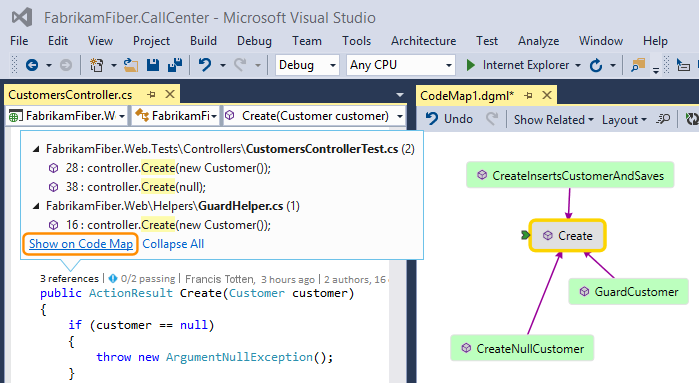 FabrikamFiber.CallCenter - Microsoft Visual Studio
File Edit View Project Build Debug Team Tools Architecture Test Analyze Window Help
Debug Any CPU Internet Explorer
CustomersController.cs
FabrikamFiber.W FabrikamFi Create(Customer customer)
FabrikamFiber.Web.Tests\Controllers\CustomersControllerTest.cs (2)
28 : controller.Create(new Customer());
38 : controller.Create(null);
FabrikamFiber.Web\Helpers\GuardHelper.cs (1)
16 : controller.Create(new Customer());
Show on Code Map Collapse All
3 references | 0/2 passing | Francis Totten, 3 hours ago | 2 authors, 16 c
public ActionResult Create(Customer customer)
{
if (customer == null)
{
throw new ArgumentNullException();
}
CodeMap1.dgml*
Undo Show Related Layout
CreateInsertsCustomerAndSaves
Create
GuardCustomer
CreateNullCustomer